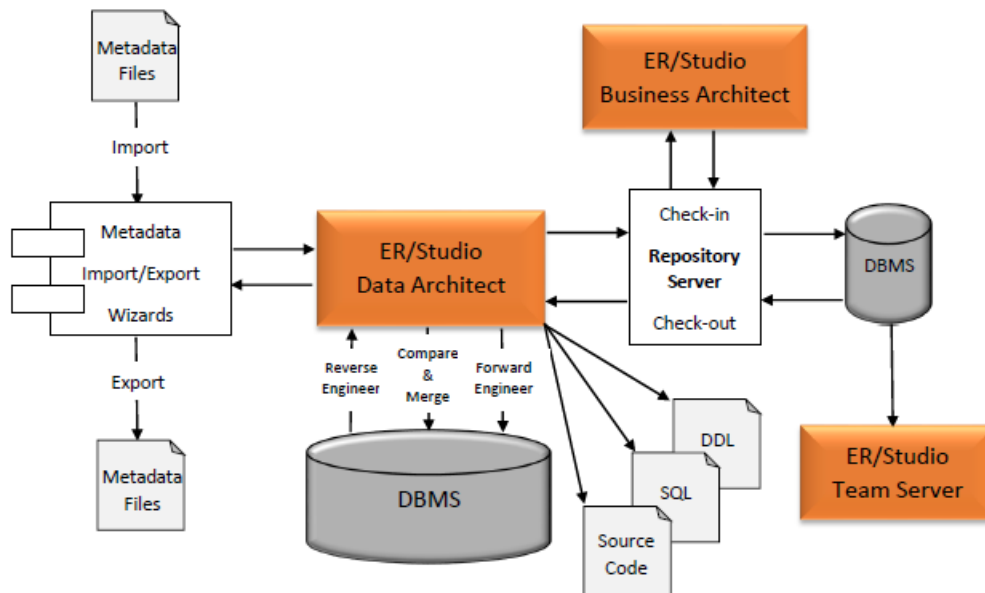 Metadata
Files
Import
Metadata
Import/Export
Wizards
Export
Metadata
Files
ER/Studio
Data Architect
Reverse
Engineer
Compare
&
Merge
Forward
Engineer
DBMS
ER/Studio
Business Architect
Check-in
Repository
Server
Check-out
DBMS
ER/Studio
Team Server
DDL
SQL
Source
Code